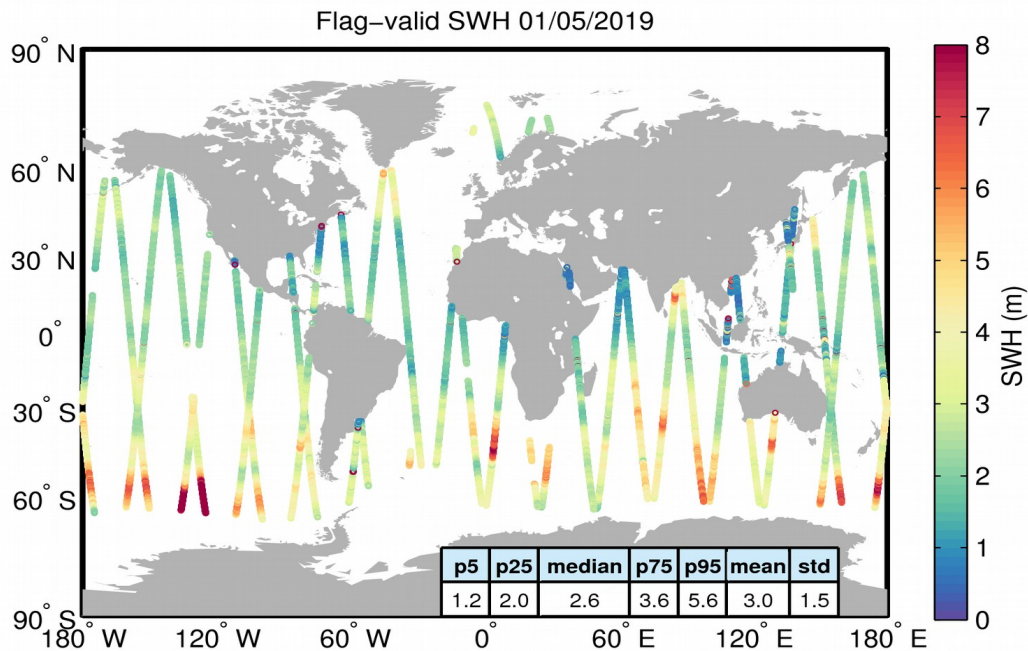 Flag−valid SWH 01/05/2019
90° N
60° N
30° N
0°
30° S
60° S
90° S
180° W
120° W
60° W
0°
60° E
120° E
180° E
8
7
6
5
4
3
2
1
0
SWH (m)
p5 p25 median p75 p95 mean std
1.2 2.0 2.6 3.6 5.6 3.0 1.5